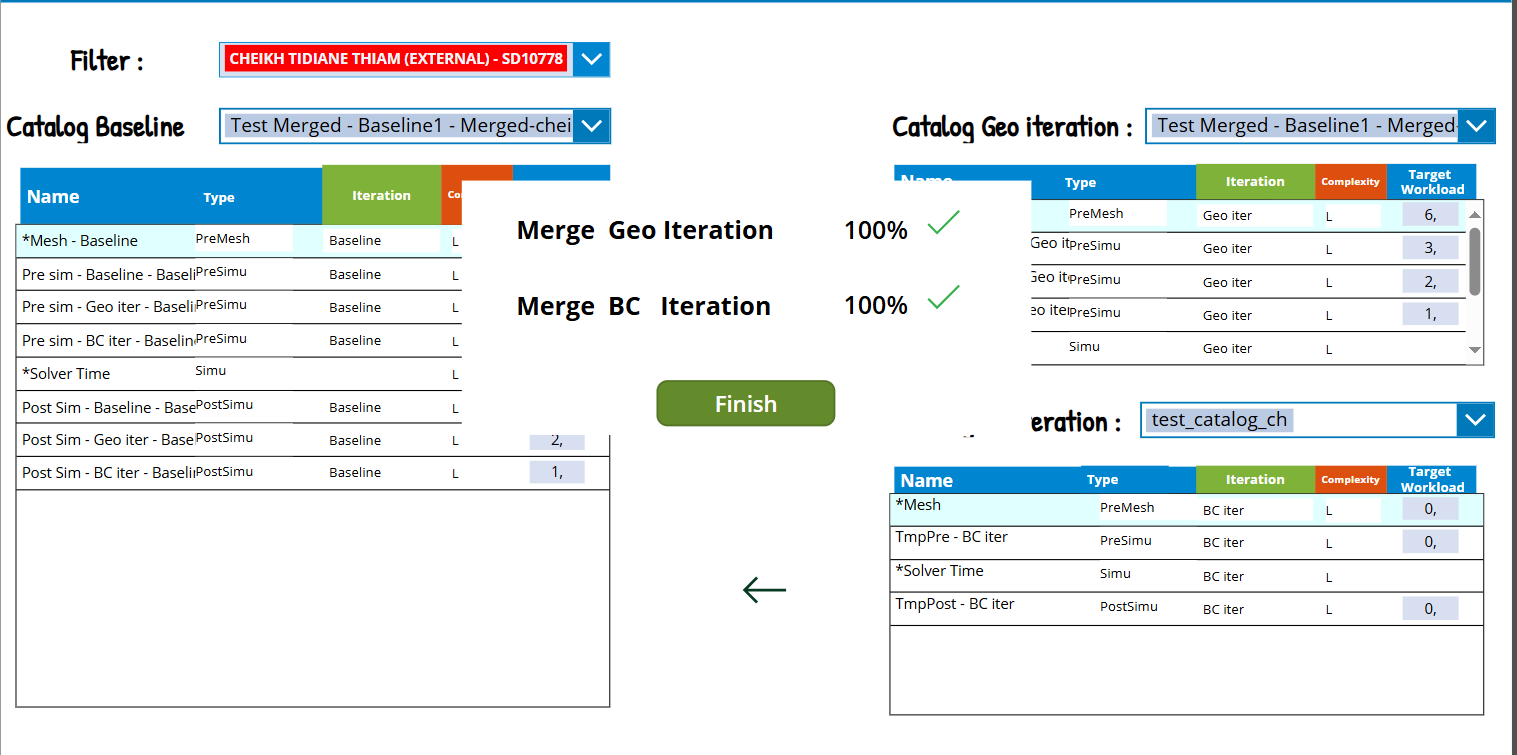 Filter :
CHEIKH TIDIANE THIAM (EXTERNAL) - SD10778
Catalog Baseline
Test Merged - Baseline1 - Merged-chei
Name Type Iteration
*Mesh - Baseline PreMesh Baseline L
Pre sim - Baseline - Baseli PreSimu Baseline L
Pre sim - Geo iter - Baseli PreSimu Baseline L
Pre sim - BC iter - Baselin PreSimu Baseline L
*Solver Time Simu L
Post Sim - Baseline - Base PostSimu Baseline L
Post Sim - Geo iter - Base PostSimu Baseline L 2,
Post Sim - BC iter - Baseli PostSimu Baseline L 1,
Merge Geo Iteration 100%
Merge BC Iteration 100%
Finish
Catalog Geo iteration :
Test Merged - Baseline1 - Merged-
Name Type Iteration Complexity Target
Workload
PreMesh Geo iter L 6,
Geo it PreSimu Geo iter L 3,
Geo it PreSimu Geo iter L 2,
eo iter PreSimu Geo iter L 1,
Simu Geo iter L
eration :
test_catalog_ch
Name Type Iteration Complexity Target
Workload
*Mesh PreMesh BC iter L 0,
TmpPre - BC iter PreSimu BC iter L 0,
*Solver Time Simu BC iter L
TmpPost - BC iter PostSimu BC iter L 0,